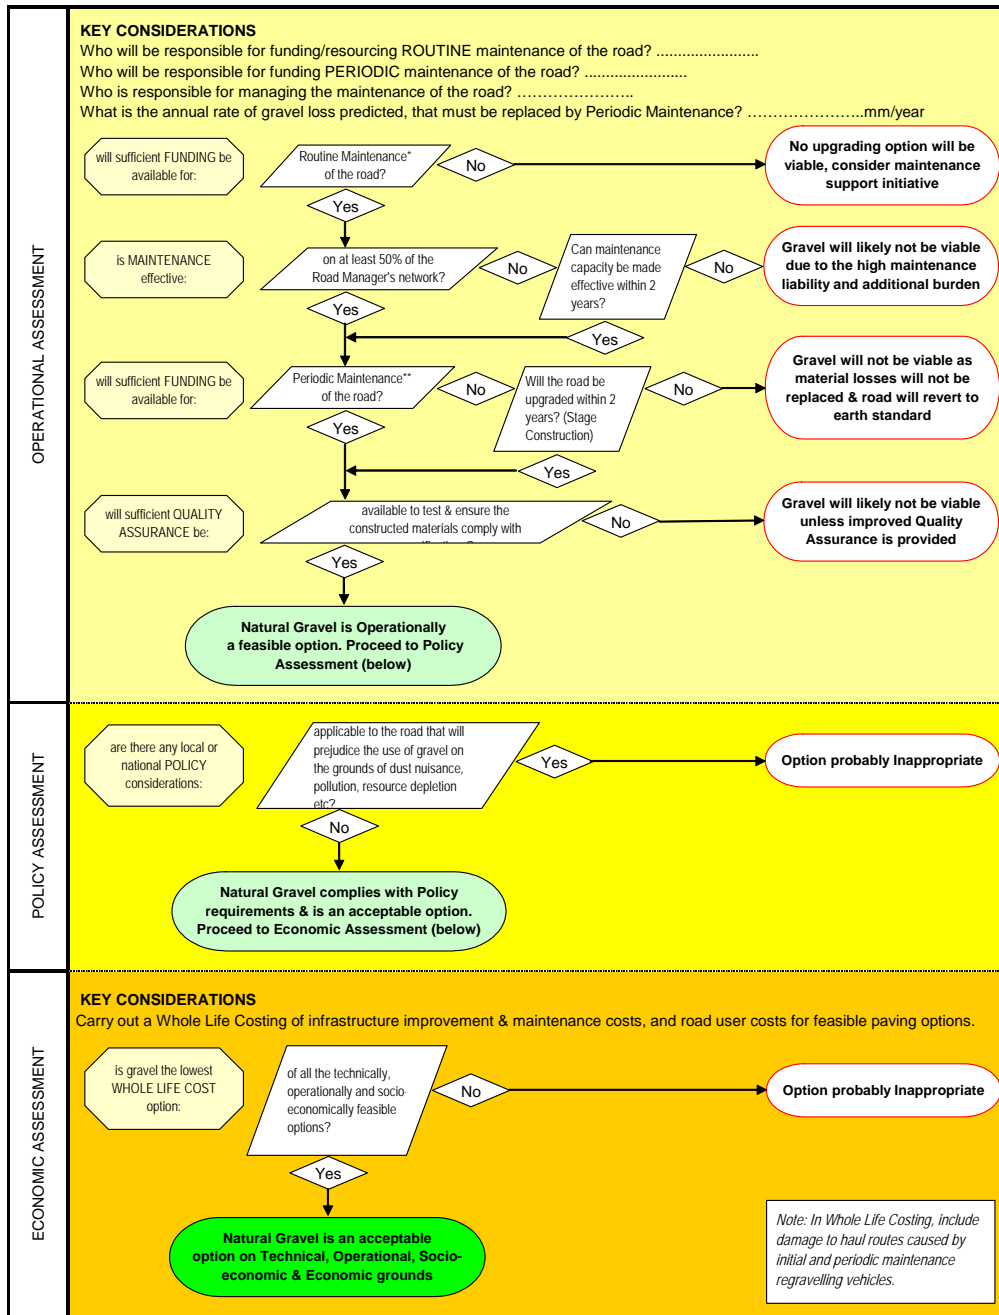 KEY CONSIDERATIONS
Who will be responsible for funding/resourcing ROUTINE maintenance of the road? ........................
Who will be responsible for funding PERIODIC maintenance of the road? ........................
Who is responsible for managing the maintenance of the road? …………………..
What is the annual rate of gravel loss predicted, that must be replaced by Periodic Maintenance? …………………..mm/year
OPERATIONAL ASSESSMENT
will sufficient FUNDING be
available for:
Routine Maintenance*
of the road?
No
No upgrading option will be
viable, consider maintenance
support initiative
Yes
is MAINTENANCE
effective:
on at least 50% of the
Road Manager's network?
No
Can maintenance
capacity be made
effective within 2
years?
No
Gravel will likely not be viable
due to the high maintenance
liability and additional burden
Yes
Yes
will sufficient FUNDING be
available for:
Periodic Maintenance**
of the road?
No
Will the road be
upgraded within 2
years? (Stage
Construction)
No
Gravel will not be viable as
material losses will not be
replaced & road will revert to
earth standard
Yes
Yes
will sufficient QUALITY
ASSURANCE be:
available to test & ensure the
constructed materials comply with
No
Gravel will likely not be viable
unless improved Quality
Assurance is provided
Yes
Natural Gravel is Operationally
a feasible option. Proceed to Policy
Assessment (below)
POLICY ASSESSMENT
are there any local or
national POLICY
considerations:
applicable to the road that will
prejudice the use of gravel on
the grounds of dust nuisance,
pollution, resource depletion
etc?
Yes
Option probably Inappropriate
No
Natural Gravel complies with Policy
requirements & is an acceptable option.
Proceed to Economic Assessment (below)
ECONOMIC ASSESSMENT
KEY CONSIDERATIONS
Carry out a Whole Life Costing of infrastructure improvement & maintenance costs, and road user costs for feasible paving options.
is gravel the lowest
WHOLE LIFE COST
option:
of all the technically,
operationally and socio-
economically feasible
options?
No
Option probably Inappropriate
Yes
Natural Gravel is an acceptable
option on Technical, Operational, Socio-
economic & Economic grounds
Note: In Whole Life Costing, include
damage to haul routes caused by
initial and periodic maintenance
regravelling vehicles.